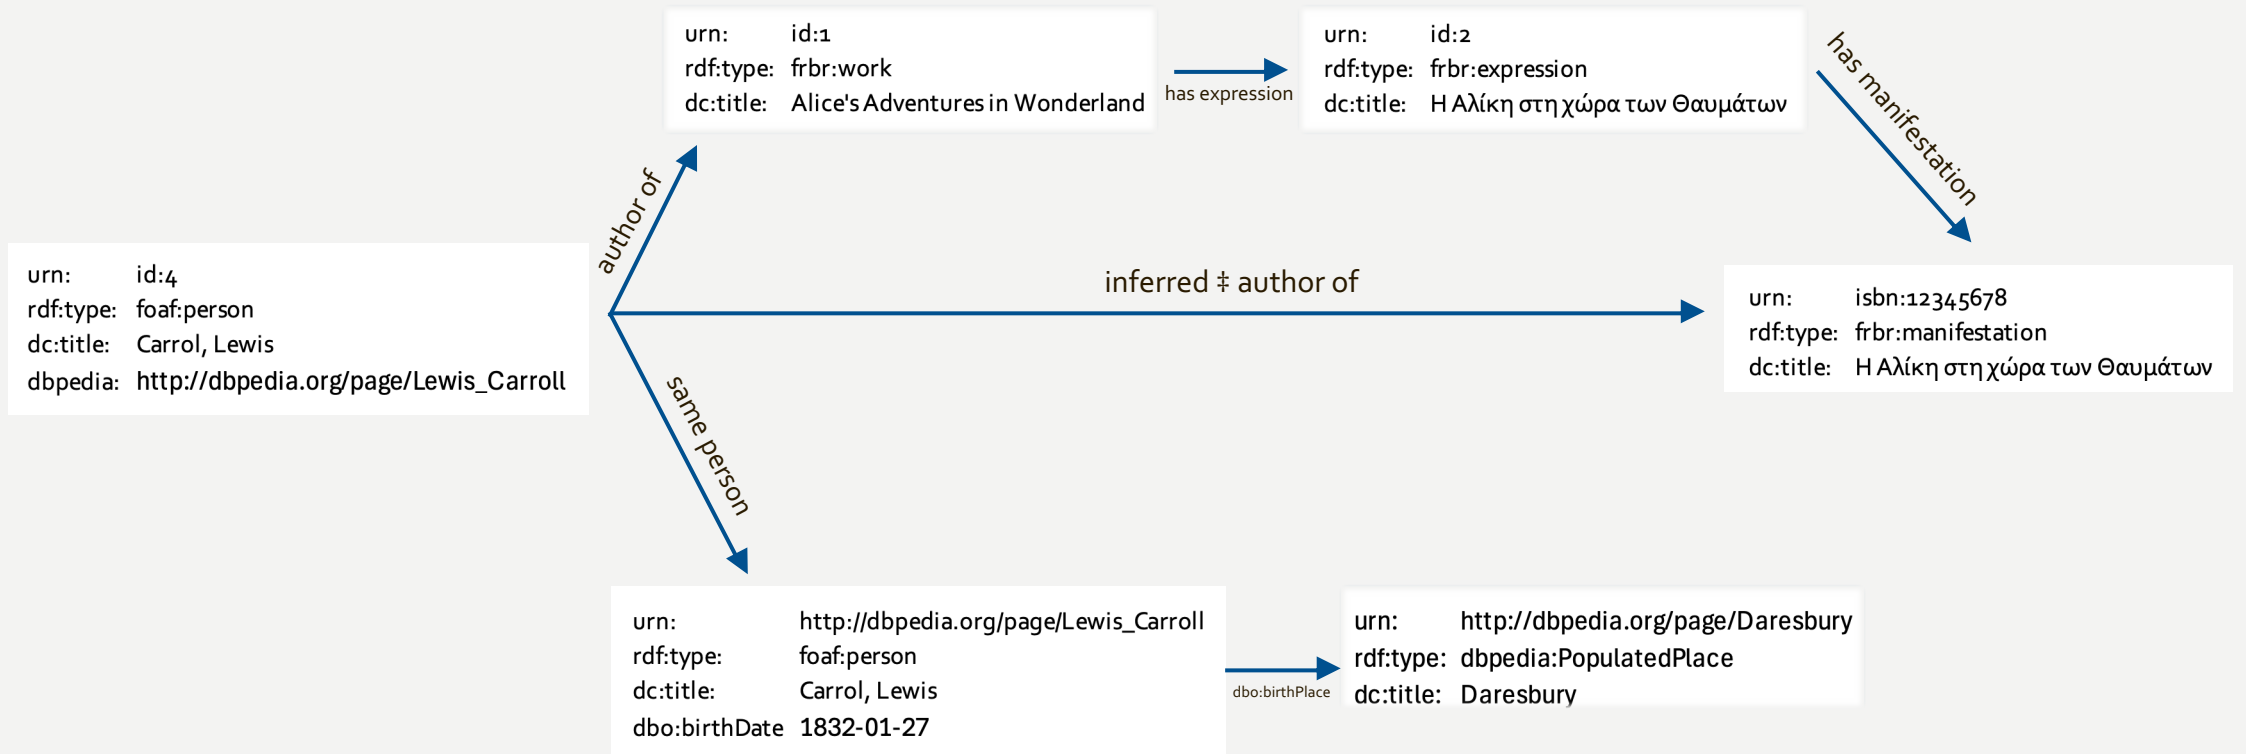 urn: id:1
rdf:type: frbr:work
dc:title: Alice's Adventures in Wonderland
has expression
urn: id:2
rdf:type: frbr:expression
dc:title: Η Αλίκη στη χώρα των Θαυμάτων
has manifestation
author of
urn: id:4
rdf:type: foaf:person
dc:title: Carrol, Lewis
dbpedia: http://dbpedia.org/page/Lewis_Carroll
inferred ‡ author of
urn: isbn:12345678
rdf:type: frbr:manifestation
dc:title: Η Αλίκη στη χώρα των Θαυμάτων
same person
urn: http://dbpedia.org/page/Lewis_Carroll
rdf:type: foaf:person
dc:title: Carrol, Lewis
dbo:birthDate 1832-01-27
dbo:birthPlace
urn: http://dbpedia.org/page/Daresbury
rdf:type: dbpedia:PopulatedPlace
dc:title: Daresbury